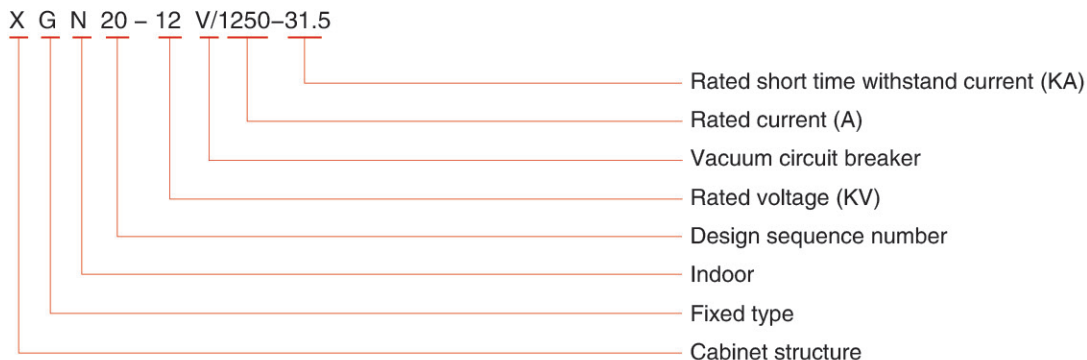 X G N 20 – 12 V/1250–31.5
Rated short time withstand current (KA)
Rated current (A)
Vacuum circuit breaker
Rated voltage (KV)
Design sequence number
Indoor
Fixed type
Cabinet structure